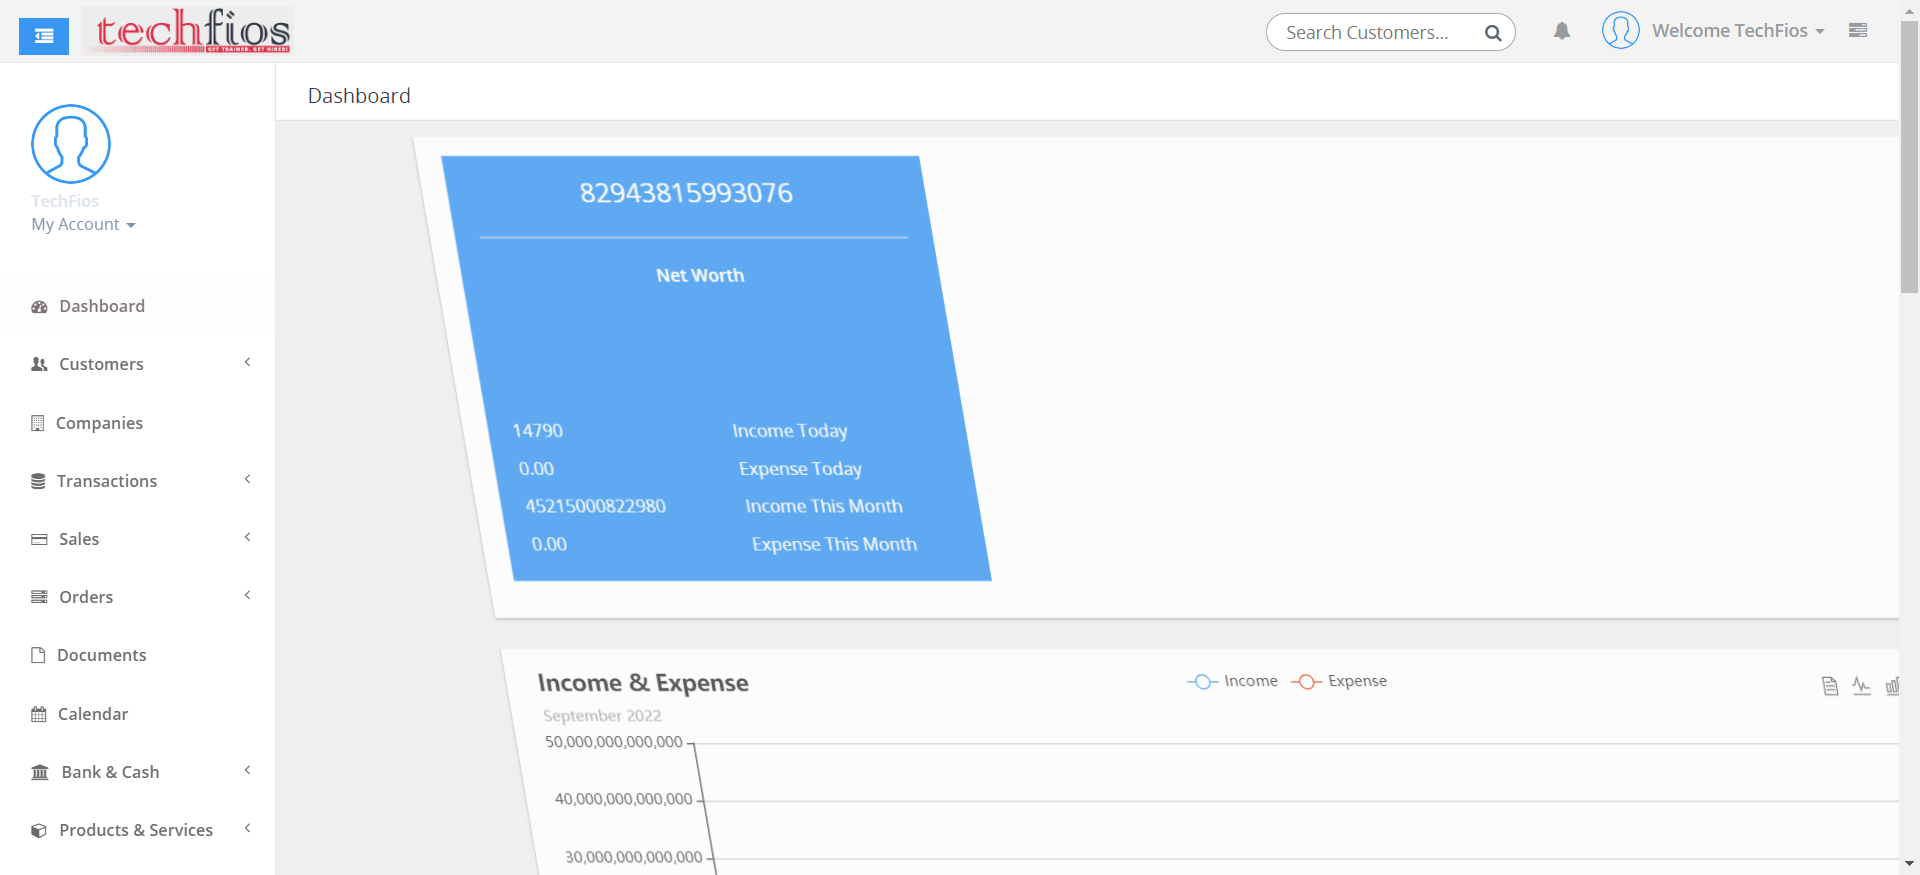 techfios
GET TRAINED. GET HIRED!
Search Customers...
Welcome TechFios
TechFios
My Account
Dashboard
Customers
Companies
Transactions
Sales
Orders
Documents
Calendar
Bank & Cash
Products & Services
Dashboard
82943815993076
Net Worth
14790 Income Today
0.00 Expense Today
45215000822980 Income This Month
0.00 Expense This Month
Income & Expense
September 2022
Income Expense
50,000,000,000,000
40,000,000,000,000
30,000,000,000,000